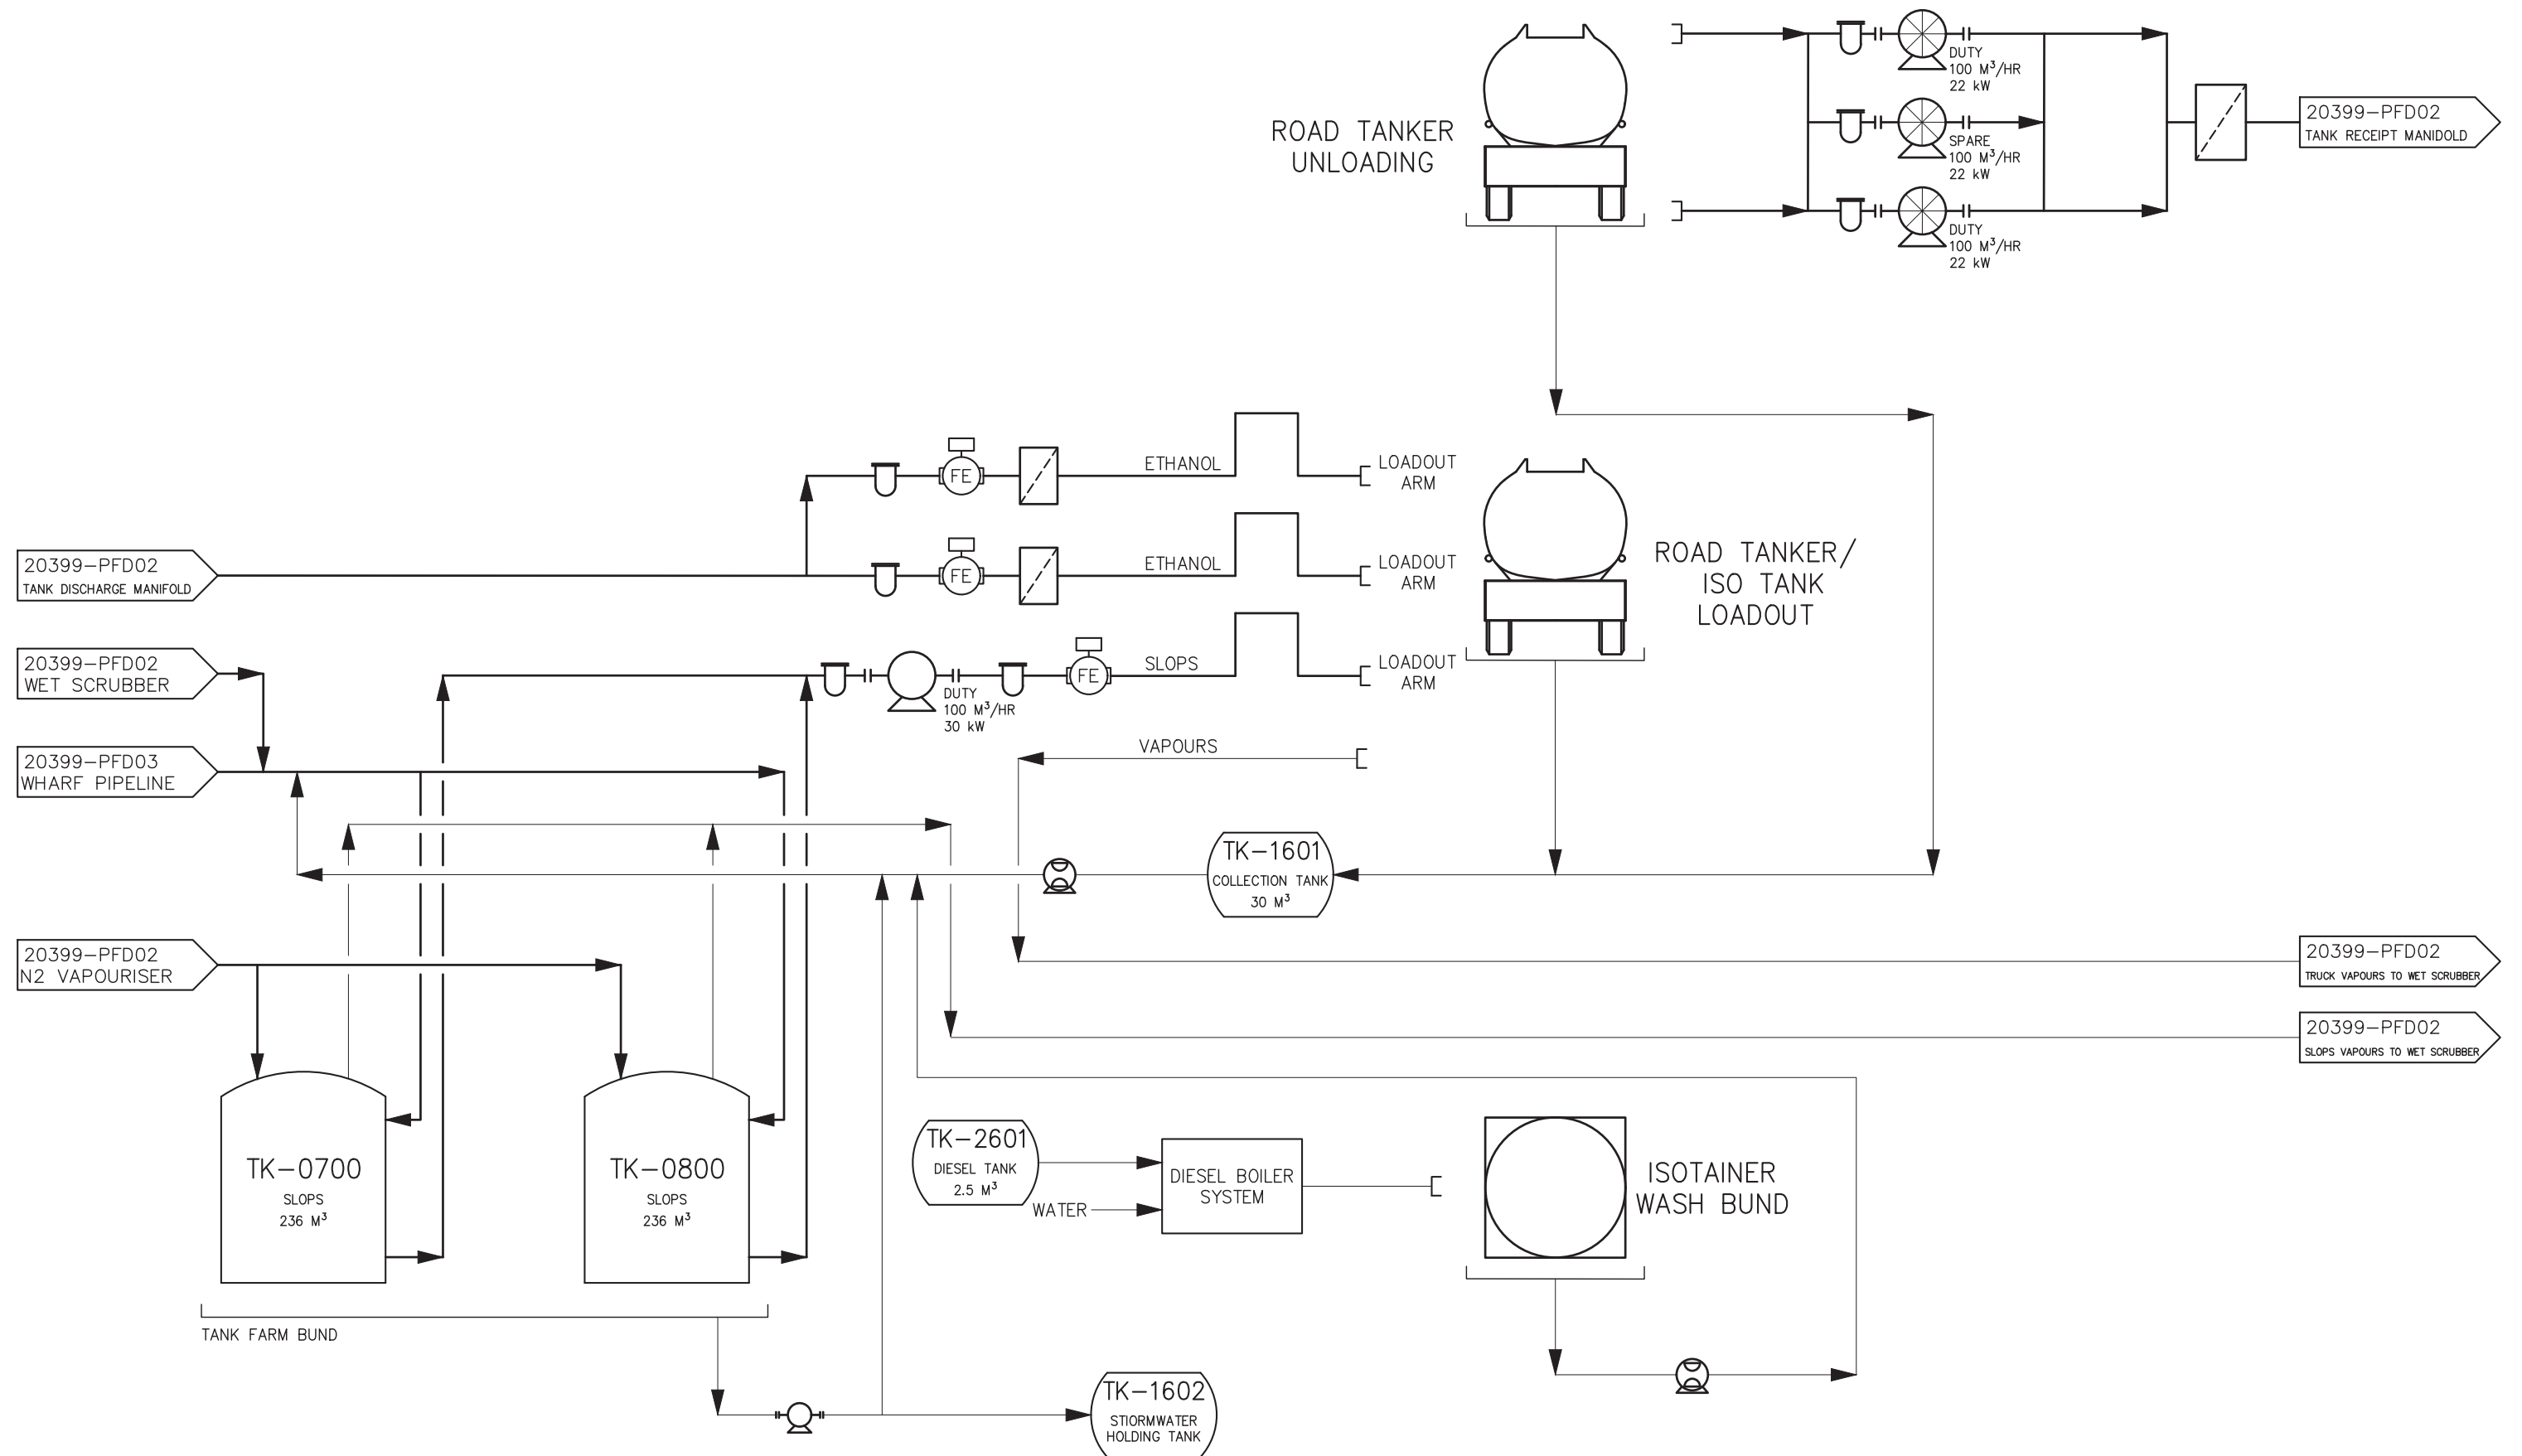 DUTY
100 M³/HR
22 kW
ROAD TANKER
UNLOADING
SPARE
100 M³/HR
22 kW
20399-PFD02
TANK RECEIPT MANIDOLD
DUTY
100 M³/HR
22 kW
FE
ETHANOL
LOADOUT
ARM
20399-PFD02
TANK DISCHARGE MANIFOLD
FE
ETHANOL
LOADOUT
ARM
ROAD TANKER/
ISO TANK
LOADOUT
20399-PFD02
WET SCRUBBER
DUTY
100 M³/HR
30 kW
FE
SLOPS
LOADOUT
ARM
20399-PFD03
WHARF PIPELINE
VAPOURS
TK-1601
COLLECTION TANK
30 M³
20399-PFD02
N2 VAPOURISER
20399-PFD02
TRUCK VAPOURS TO WET SCRUBBER
20399-PFD02
SLOPS VAPOURS TO WET SCRUBBER
TK-0700
SLOPS
236 M³
TK-0800
SLOPS
236 M³
TK-2601
DIESEL TANK
2.5 M³
WATER
DIESEL BOILER
SYSTEM
ISOTAINER
WASH BUND
TANK FARM BUND
TK-1602
STIORMWATER
HOLDING TANK